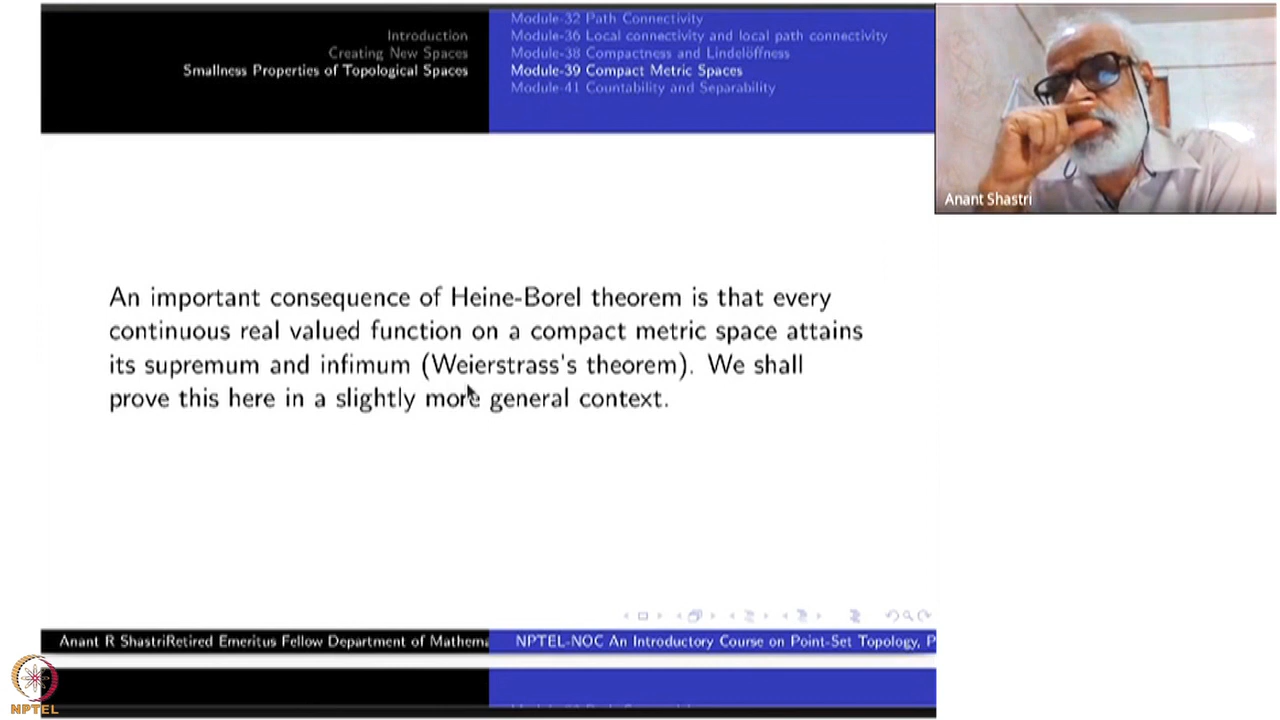 Introduction
Creating New Spaces
Smallness Properties of Topological Spaces
Module-32 Path Connectivity
Module-36 Local connectivity and local path connectivity
Module-38 Compactness and Lindelöffness
Module-39 Compact Metric Spaces
Module-41 Countability and Separability
Anant Shastri
An important consequence of Heine-Borel theorem is that every
continuous real valued function on a compact metric space attains
its supremum and infimum (Weierstrass's theorem). We shall
prove this here in a slightly more general context.
Anant R ShastriRetired Emeritus Fellow Department of Mathema
NPTEL-NOC An Introductory Course on Point-Set Topology, P
NPTEL